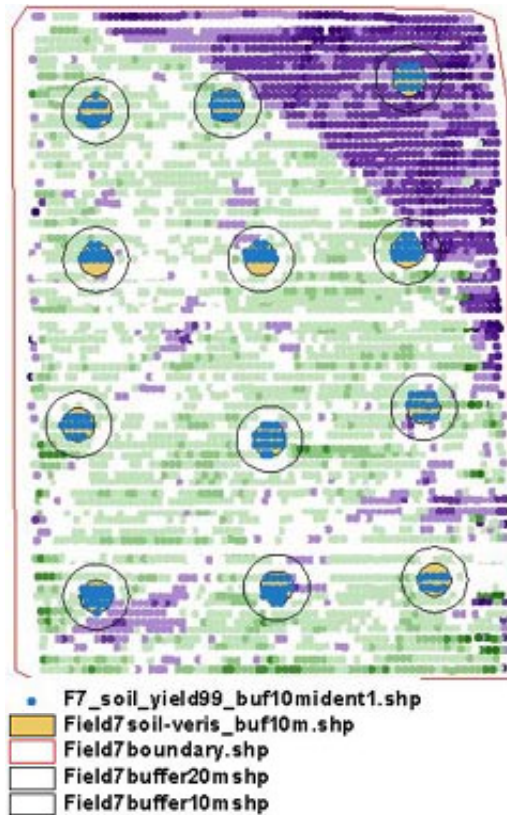 F7_soil_yield99_buf10mident1.shp
Field7soil-veris_buf10m.shp
Field7boundary.shp
Field7buffer20mshp
Field7buffer10mshp